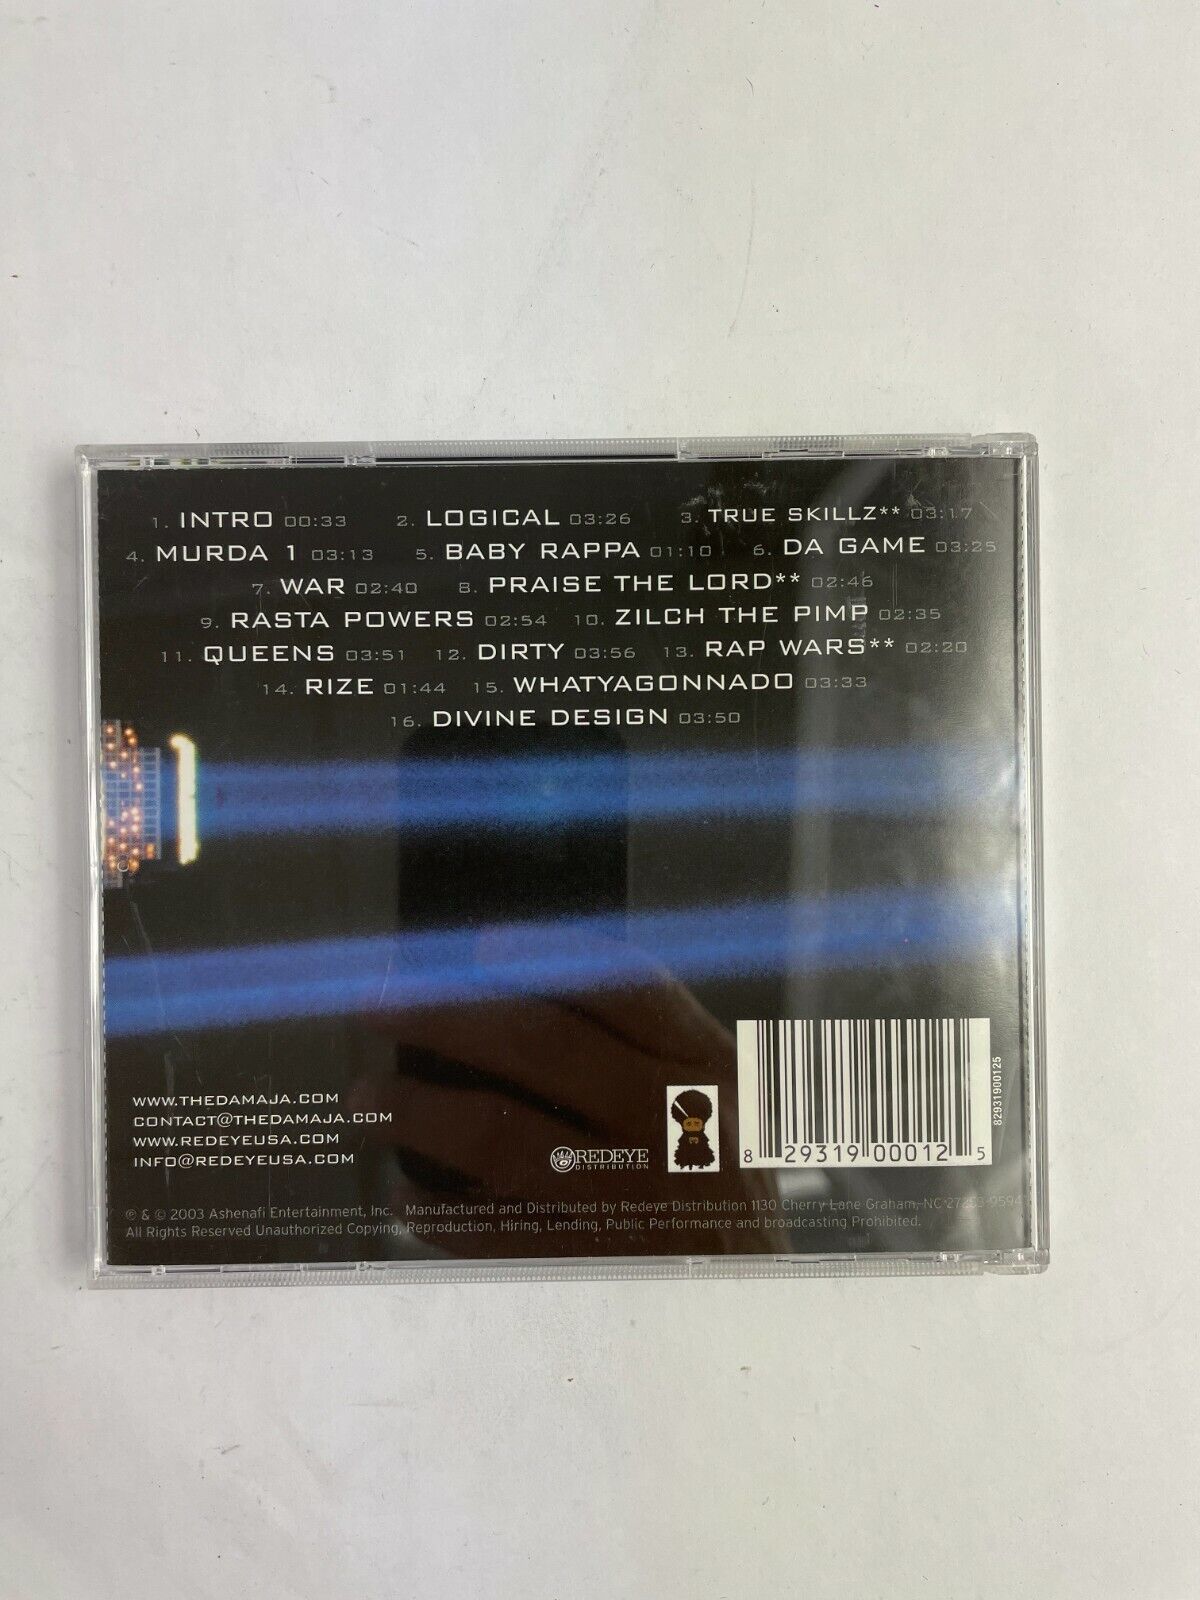 1. INTRO 00:33 2. LOGICAL 03:26 3. TRUE SKILLZ** 03:17
4. MURDA 1 03:13 5. BABY RAPPA 01:10 6. DA GAME 03:25
7. WAR 02:40 8. PRAISE THE LORD** 02:46
9. RASTA POWERS 02:54 10. ZILCH THE PIMP 02:35
11. QUEENS 03:51 12. DIRTY 03:56 13. RAP WARS** 02:20
14. RIZE 01:44 15. WHATYAGONNADO 03:33
16. DIVINE DESIGN 03:50
WWW.THEDAMAJA.COM
CONTACT@THEDAMAJA.COM
WWW.REDEYEUSA.COM
INFO@REDEYEUSA.COM
REDEYE
DISTRIBUTION
8 29319 00012 5
82931900125
℗ & © 2003 Ashenafi Entertainment, Inc. Manufactured and Distributed by Redeye Distribution 1130 Cherry Lane Graham, NC 27253-9594
All Rights Reserved Unauthorized Copying, Reproduction, Hiring, Lending, Public Performance and broadcasting Prohibited.